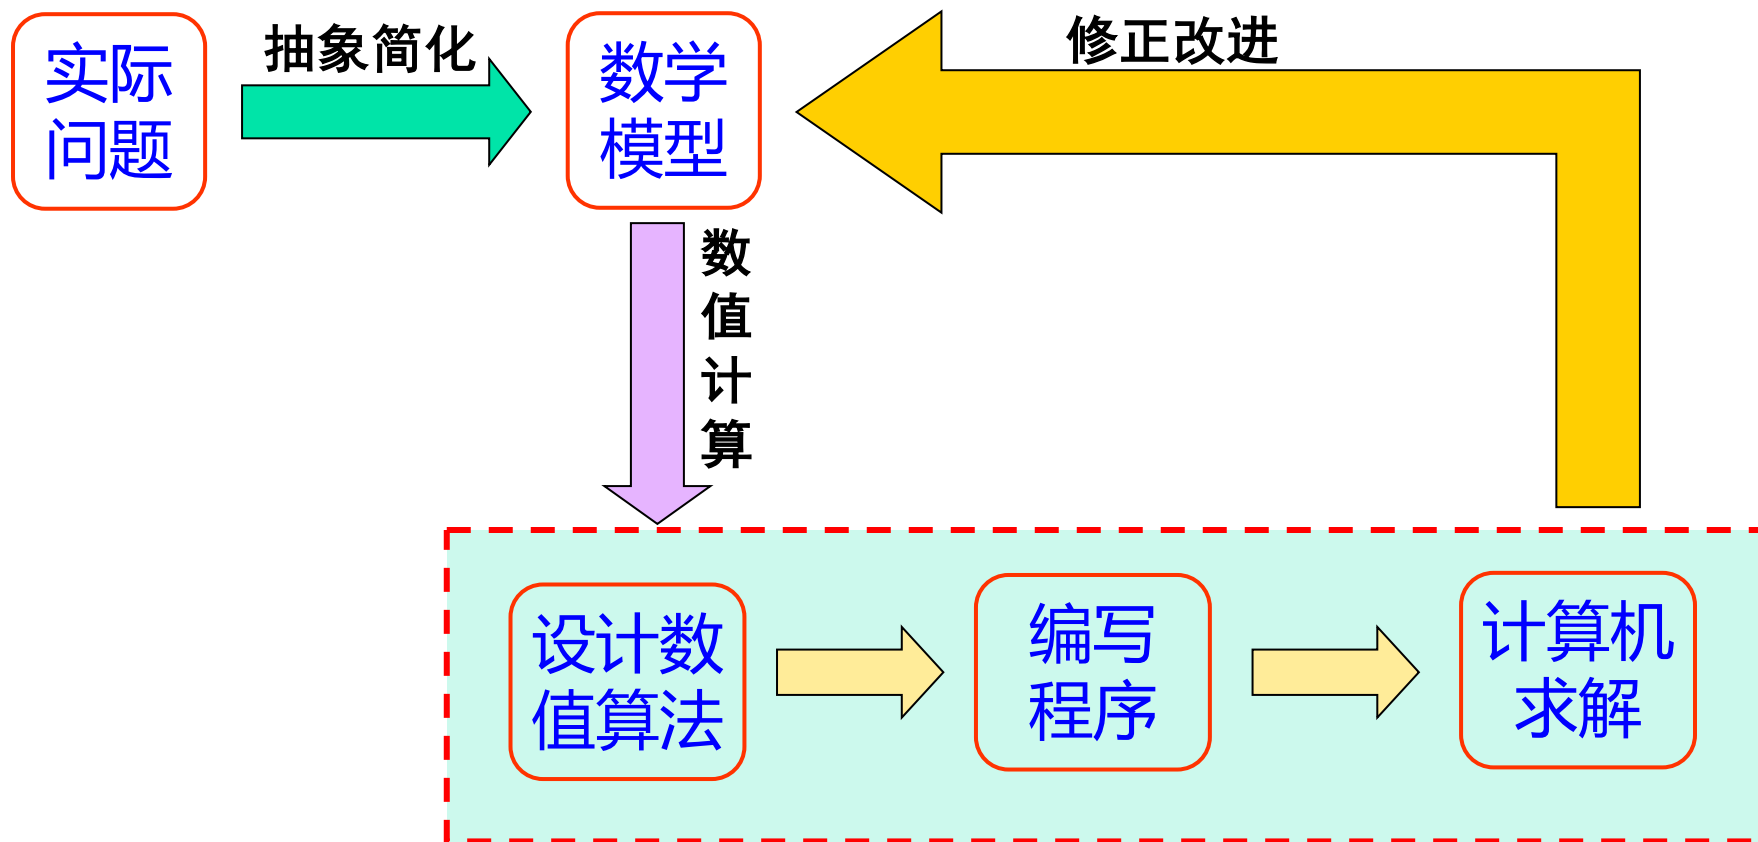 实际
问题
抽象简化
数学
模型
修正改进
数
值
计
算
设计数
值算法
编写
程序
计算机
求解